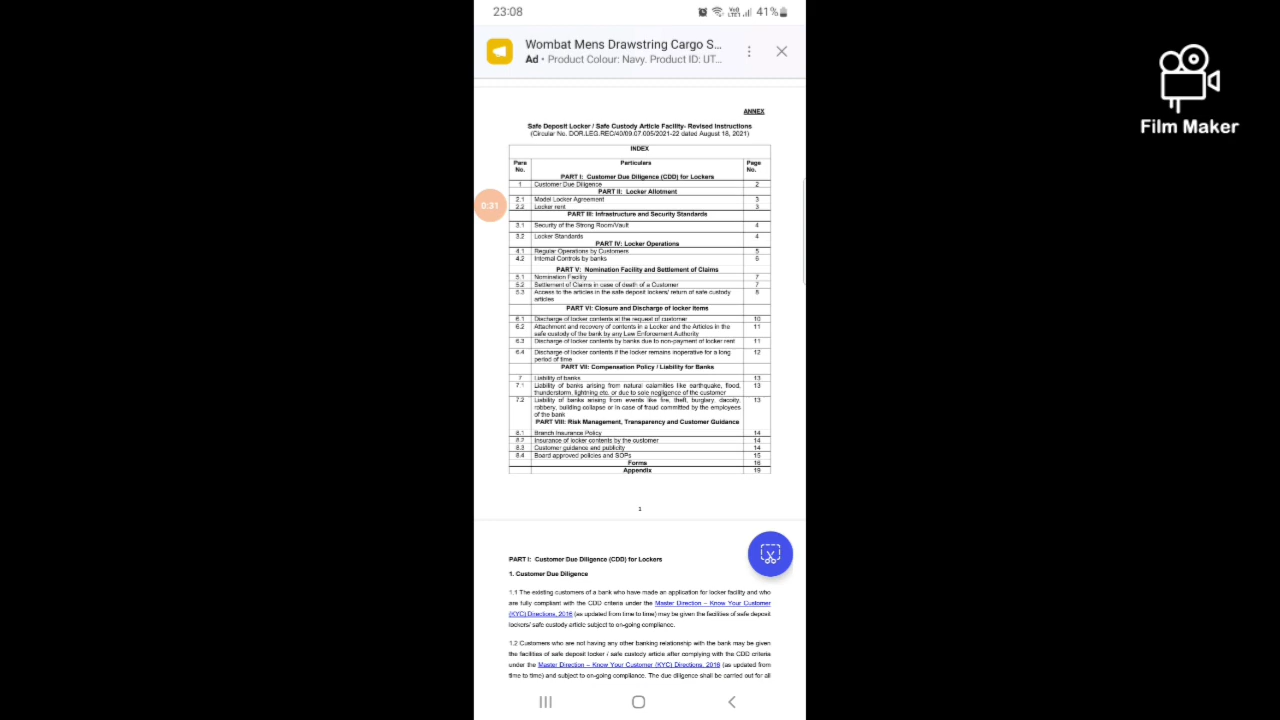 23:08
41%
Wombat Mens Drawstring Cargo S...
Ad • Product Colour: Navy. Product ID: UT...
Film Maker
ANNEX
Safe Deposit Locker / Safe Custody Article Facility- Revised Instructions
(Circular No. DOR.LEG.REC/40/09.07.005/2021-22 dated August 18, 2021)
INDEX
Para No. Particulars Page No.
PART I: Customer Due Diligence (CDD) for Lockers
1 Customer Due Diligence 2
PART II: Locker Allotment
2.1 Model Locker Agreement 3
2.2 Locker rent 3
PART III: Infrastructure and Security Standards
3.1 Security of the Strong Room/Vault 4
3.2 Locker Standards 4
PART IV: Locker Operations
4.1 Regular Operations by Customers 5
4.2 Internal Controls by banks 6
PART V: Nomination Facility and Settlement of Claims
5.1 Nomination Facility 7
5.2 Settlement of Claims in case of death of a Customer 7
5.3 Access to the articles in the safe deposit lockers/ return of safe custody 8
articles
PART VI: Closure and Discharge of locker items
6.1 Discharge of locker contents at the request of customer 10
6.2 Attachment and recovery of contents in a Locker and the Articles in the 11
safe custody of the bank by any Law Enforcement Authority
6.3 Discharge of locker contents by banks due to non-payment of locker rent 11
6.4 Discharge of locker contents if the locker remains inoperative for a long 12
period of time
PART VII: Compensation Policy / Liability for Banks
7 Liability of banks 13
7.1 Liability of banks arising from natural calamities like earthquake, flood, 13
thunderstorm, lightning etc. or due to sole negligence of the customer
7.2 Liability of banks arising from events like fire, theft, burglary, dacoity, 13
robbery, building collapse or in case of fraud committed by the employees
of the bank
PART VIII: Risk Management, Transparency and Customer Guidance
8.1 Branch Insurance Policy 14
8.2 Insurance of locker contents by the customer 14
8.3 Customer guidance and publicity 14
8.4 Board approved policies and SOPs 15
Forms 16
Appendix 19
0:31
1
PART I: Customer Due Diligence (CDD) for Lockers
1. Customer Due Diligence
1.1 The existing customers of a bank who have made an application for locker facility and who
are fully compliant with the CDD criteria under the Master Direction – Know Your Customer
(KYC) Directions, 2016 (as updated from time to time) may be given the facilities of safe deposit
lockers/ safe custody article subject to on-going compliance.
1.2 Customers who are not having any other banking relationship with the bank may be given
the facilities of safe deposit locker / safe custody article after complying with the CDD criteria
under the Master Direction – Know Your Customer (KYC) Directions, 2016 (as updated from
time to time) and subject to on-going compliance. The due diligence shall be carried out for all